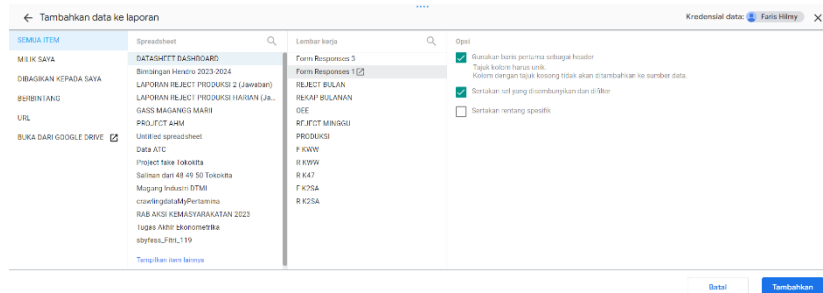 ← Tambahkan data ke laporan
Kredensial data: Faris Hilmy
SEMUA ITEM
MILIK SAYA
DIBAGIKAN KEPADA SAYA
BERBINTANG
URL
BUKA DARI GOOGLE DRIVE
Spreadsheet
DATASHEET DASHBOARD
Bimbingan Hendro 2023-2024
LAPORAN REJECT PRODUKSI 2 (Jawaban)
LAPORAN REJECT PRODUKSI HARIAN (Ja...
GASS MAGANGG MARII
PROJECT AHM
Untitled spreadsheet
Data ATC
Project fake Tokokita
Salinan dari 48 49 50 Tokokita
Magang Industri DTMI
crawlingdataMyPertamina
RAB AKSI KEMASYARAKATAN 2023
Tugas Akhir Ekonometrika
abyfess_Fitri_119
Tampilkan item lainnya
Lembar kerja
Form Responses 3
Form Responses 1
REJECT BULAN
REKAP BULANAN
OEE
REJECT MINGGU
PRODUKSI
F KWW
R KWW
R K47
F K2SA
R K2SA
Opsi
Gunakan baris pertama sebagai header
Tajuk kolom harus unik.
Kolom dengan tajuk kosong tidak akan ditambahkan ke sumber data.
Sertakan sel yang disembunyikan dan difilter
Sertakan rentang spesifik
Batal
Tambahkan